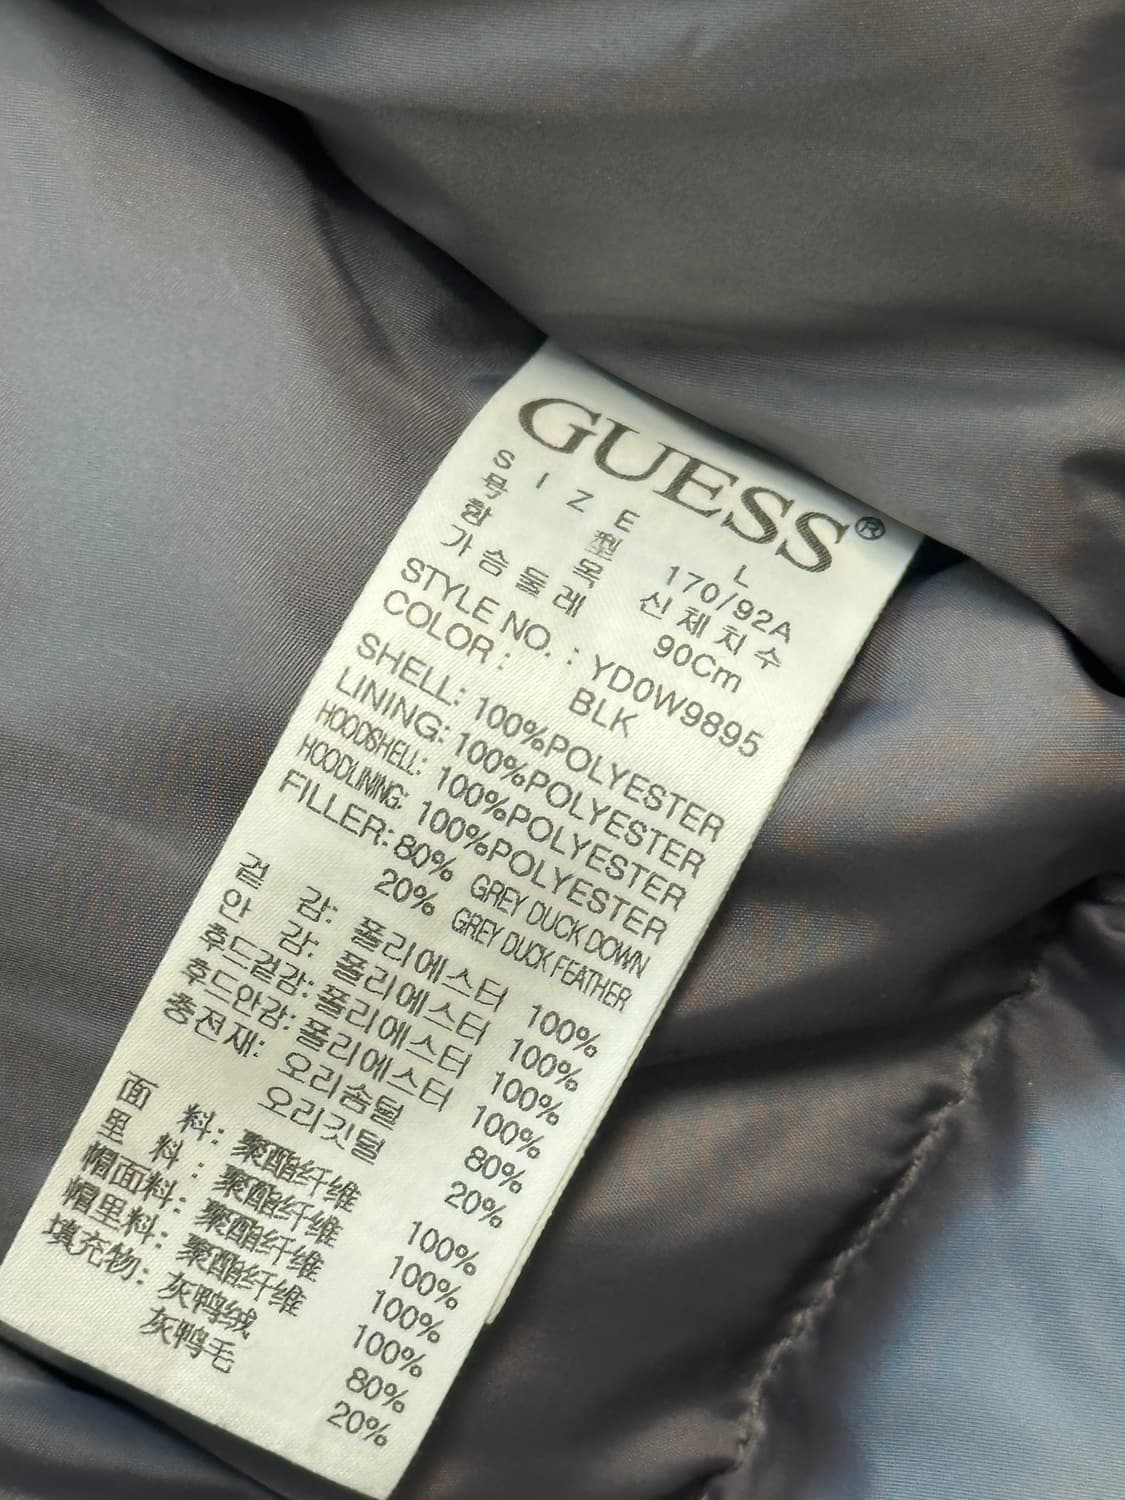 GUESS®
SIZE L
号型 170/92A
항목 신체치수
가슴둘레 90Cm
STYLE NO.: YD0W9895
COLOR: BLK
SHELL: 100%POLYESTER
LINING: 100%POLYESTER
HOODSHELL: 100%POLYESTER
HOODLINING: 100%POLYESTER
FILLER: 80% GREY DUCK DOWN
20% GREY DUCK FEATHER
겉 감: 폴리에스터 100%
안 감: 폴리에스터 100%
후드겉감: 폴리에스터 100%
후드안감: 폴리에스터 100%
충전재: 오리솜털 80%
오리깃털 20%
面 料: 聚酯纤维 100%
里 料: 聚酯纤维 100%
帽面料: 聚酯纤维 100%
帽里料: 聚酯纤维 100%
填充物: 灰鸭绒 80%
灰鸭毛 20%